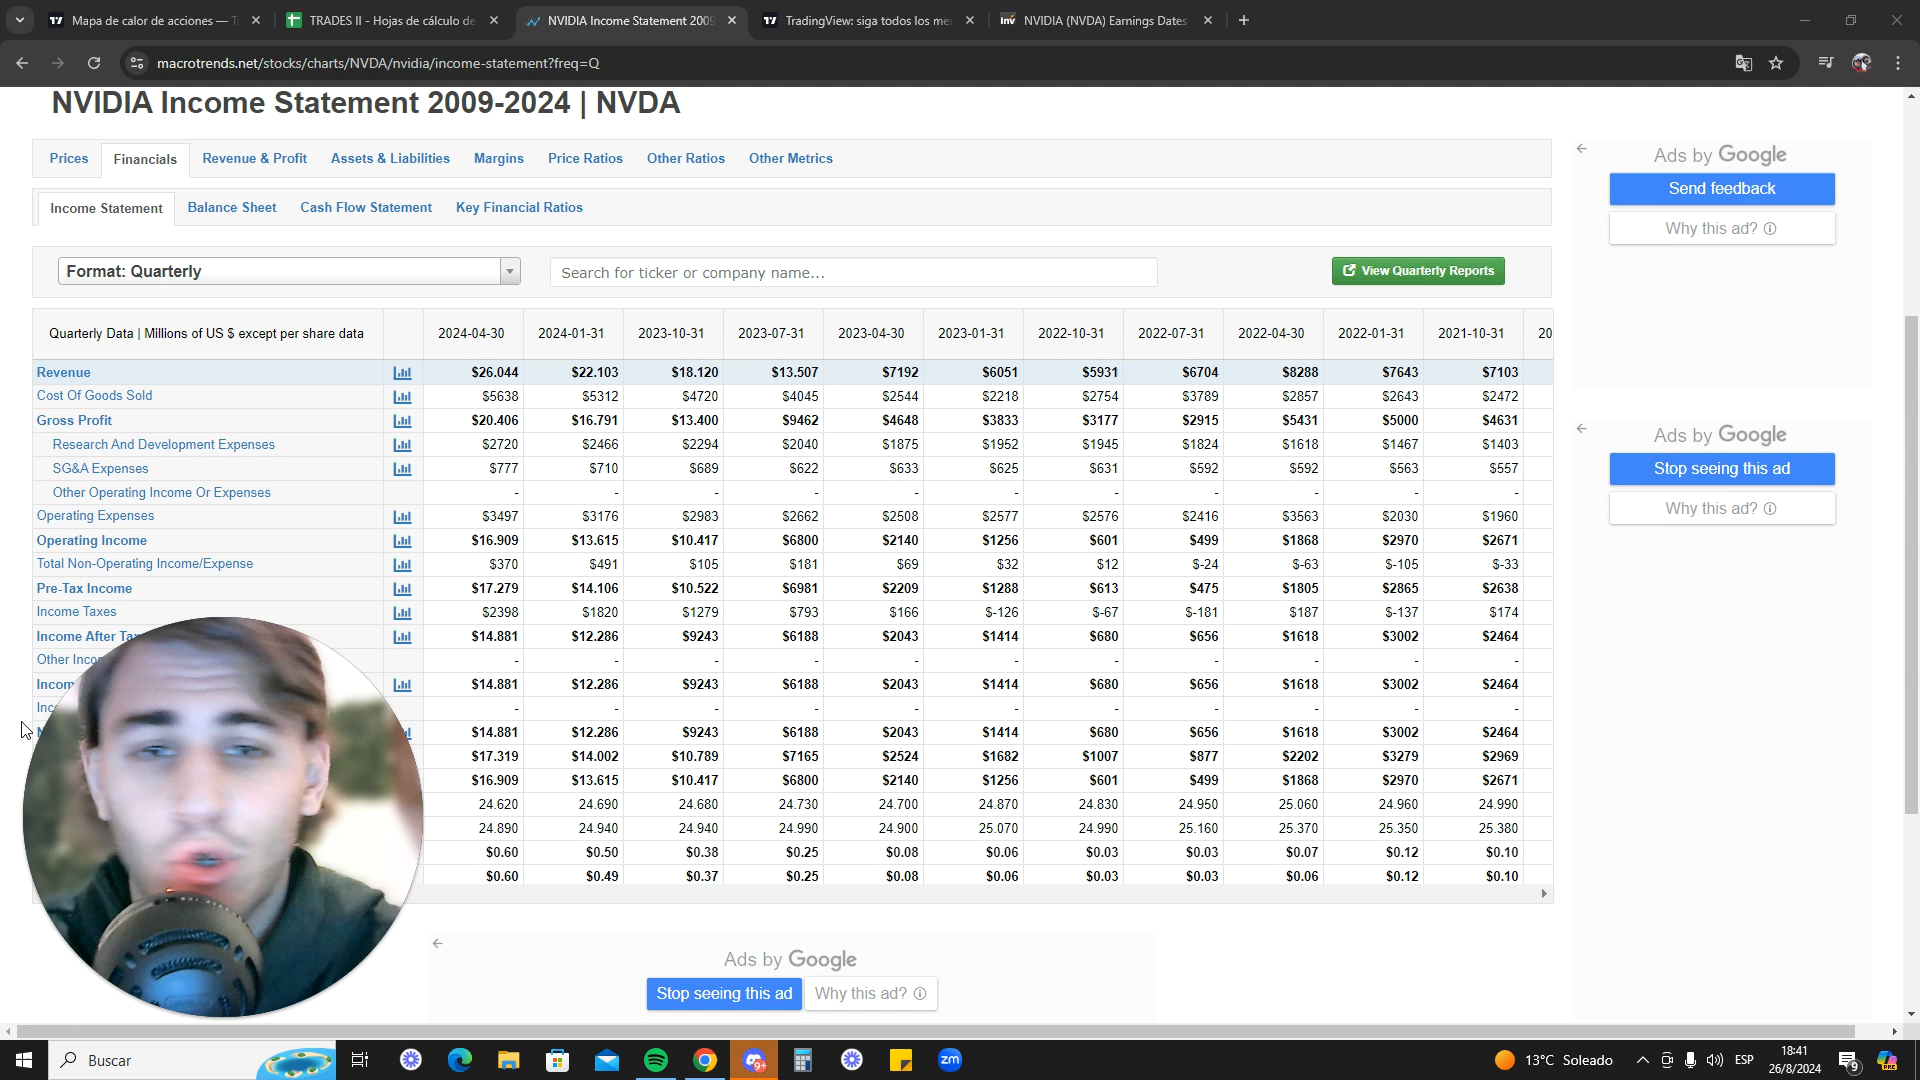 Mapa de calor de acciones — T
TRADES II - Hojas de cálculo de
NVIDIA Income Statement 2009
TradingView: siga todos los me
Inv NVIDIA (NVDA) Earnings Dates
macrotrends.net/stocks/charts/NVDA/nvidia/income-statement?freq=Q
NVIDIA Income Statement 2009-2024 | NVDA
Prices Financials Revenue & Profit Assets & Liabilities Margins Price Ratios Other Ratios Other Metrics
Income Statement Balance Sheet Cash Flow Statement Key Financial Ratios
Format: Quarterly Search for ticker or company name... View Quarterly Reports
Quarterly Data | Millions of US $ except per share data 2024-04-30 2024-01-31 2023-10-31 2023-07-31 2023-04-30 2023-01-31 2022-10-31 2022-07-31 2022-04-30 2022-01-31 2021-10-31 20
Revenue $26.044 $22.103 $18.120 $13.507 $7192 $6051 $5931 $6704 $8288 $7643 $7103
Cost Of Goods Sold $5638 $5312 $4720 $4045 $2544 $2218 $2754 $3789 $2857 $2643 $2472
Gross Profit $20.406 $16.791 $13.400 $9462 $4648 $3833 $3177 $2915 $5431 $5000 $4631
Research And Development Expenses $2720 $2466 $2294 $2040 $1875 $1952 $1945 $1824 $1618 $1467 $1403
SG&A Expenses $777 $710 $689 $622 $633 $625 $631 $592 $592 $563 $557
Other Operating Income Or Expenses - - - - - - - - - - -
Operating Expenses $3497 $3176 $2983 $2662 $2508 $2577 $2576 $2416 $3563 $2030 $1960
Operating Income $16.909 $13.615 $10.417 $6800 $2140 $1256 $601 $499 $1868 $2970 $2671
Total Non-Operating Income/Expense $370 $491 $105 $181 $69 $32 $12 $-24 $-63 $-105 $-33
Pre-Tax Income $17.279 $14.106 $10.522 $6981 $2209 $1288 $613 $475 $1805 $2865 $2638
Income Taxes $2398 $1820 $1279 $793 $166 $-126 $-67 $-181 $187 $-137 $174
Income After Tax $14.881 $12.286 $9243 $6188 $2043 $1414 $680 $656 $1618 $3002 $2464
Other Incor - - - - - - - - - - -
Incom $14.881 $12.286 $9243 $6188 $2043 $1414 $680 $656 $1618 $3002 $2464
Inc - - - - - - - - - - -
N $14.881 $12.286 $9243 $6188 $2043 $1414 $680 $656 $1618 $3002 $2464
$17.319 $14.002 $10.789 $7165 $2524 $1682 $1007 $877 $2202 $3279 $2969
$16.909 $13.615 $10.417 $6800 $2140 $1256 $601 $499 $1868 $2970 $2671
24.620 24.690 24.680 24.730 24.700 24.870 24.830 24.950 25.060 24.960 24.990
24.890 24.940 24.940 24.990 24.900 25.070 24.990 25.160 25.370 25.350 25.380
$0.60 $0.50 $0.38 $0.25 $0.08 $0.06 $0.03 $0.03 $0.07 $0.12 $0.10
$0.60 $0.49 $0.37 $0.25 $0.08 $0.06 $0.03 $0.03 $0.06 $0.12 $0.10
Ads by Google
Send feedback
Why this ad?
Ads by Google
Stop seeing this ad
Why this ad?
Ads by Google
Stop seeing this ad Why this ad?
Buscar
9+
zm
13°C Soleado
ESP
18:41
26/8/2024
9
PRE